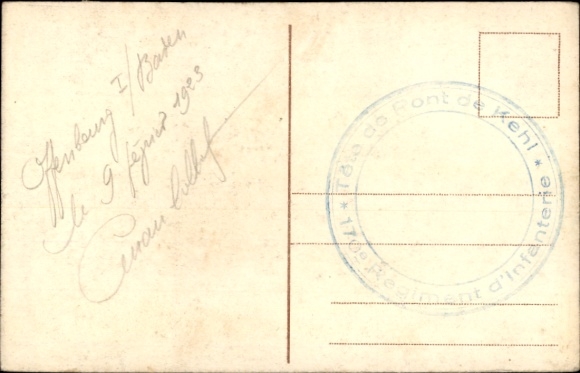 Offenburg I/Baden
le 9 février 1923
* Tête de Pont de Kehl *
170e Régiment d'Infanterie